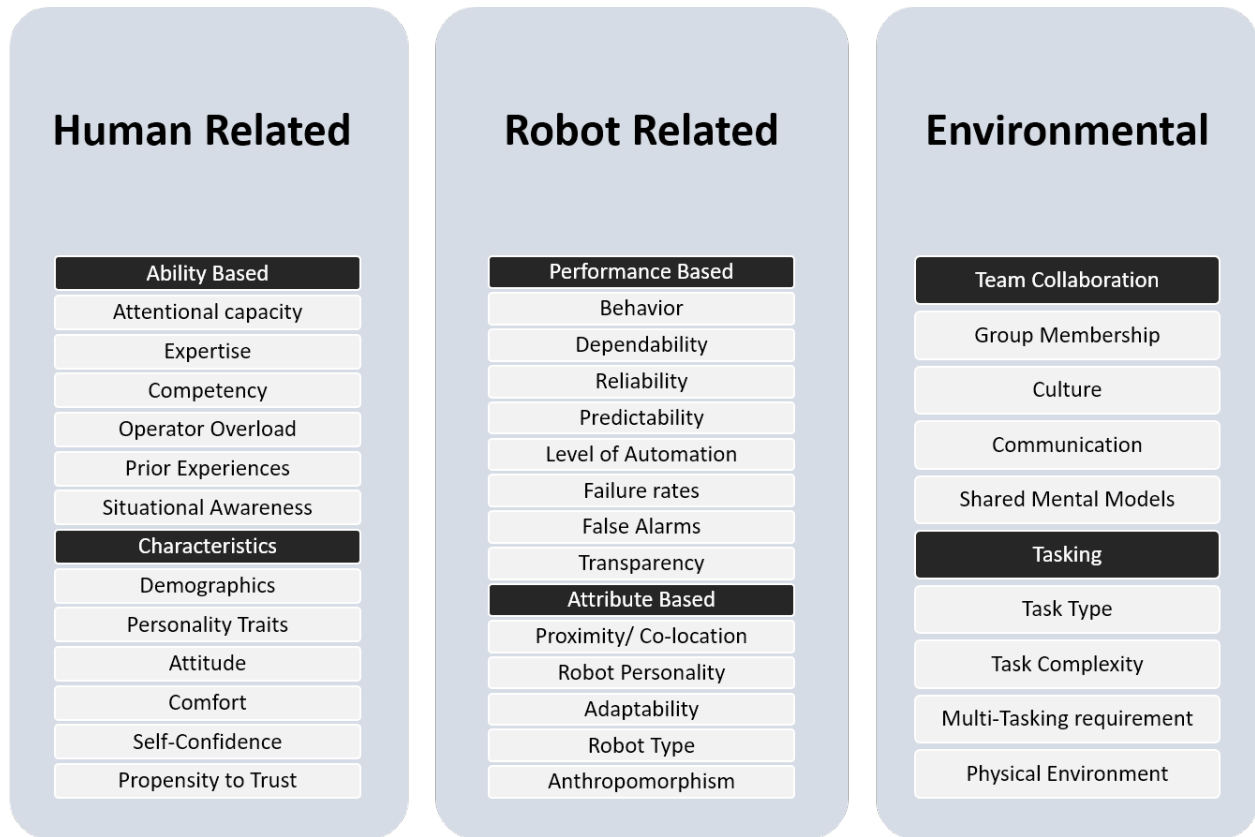 Human Related
Ability Based
Attentional capacity
Expertise
Competency
Operator Overload
Prior Experiences
Situational Awareness
Characteristics
Demographics
Personality Traits
Attitude
Comfort
Self-Confidence
Propensity to Trust
Robot Related
Performance Based
Behavior
Dependability
Reliability
Predictability
Level of Automation
Failure rates
False Alarms
Transparency
Attribute Based
Proximity/ Co-location
Robot Personality
Adaptability
Robot Type
Anthropomorphism
Environmental
Team Collaboration
Group Membership
Culture
Communication
Shared Mental Models
Tasking
Task Type
Task Complexity
Multi-Tasking requirement
Physical Environment